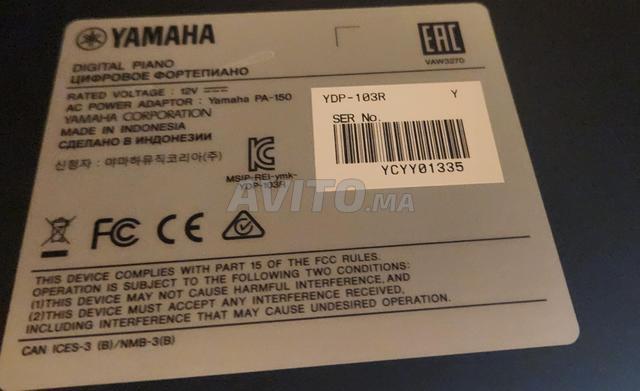 YAMAHA
DIGITAL PIANO
ЦИФРОВОЕ ФОРТЕПИАНО
RATED VOLTAGE : 12V
AC POWER ADAPTOR : Yamaha PA-150
YAMAHA CORPORATION
MADE IN INDONESIA
СДЕЛАНО В ИНДОНЕЗИИ
신청자 : 야마하뮤직코리아(주)
MSIP-REI-ymk-
YDP-103R
EAC
VAW3270
YDP-103R Y
SER No.
YCYY01335
AVITO.ma
FC CE
THIS DEVICE COMPLIES WITH PART 15 OF THE FCC RULES.
OPERATION IS SUBJECT TO THE FOLLOWING TWO CONDITIONS:
(1)THIS DEVICE MAY NOT CAUSE HARMFUL INTERFERENCE,AND
(2)THIS DEVICE MUST ACCEPT ANY INTERFERENCE RECEIVED,
INCLUDING INTERFERENCE THAT MAY CAUSE UNDESIRED OPERATION.
CAN ICES-3 (B)/NMB-3(B)